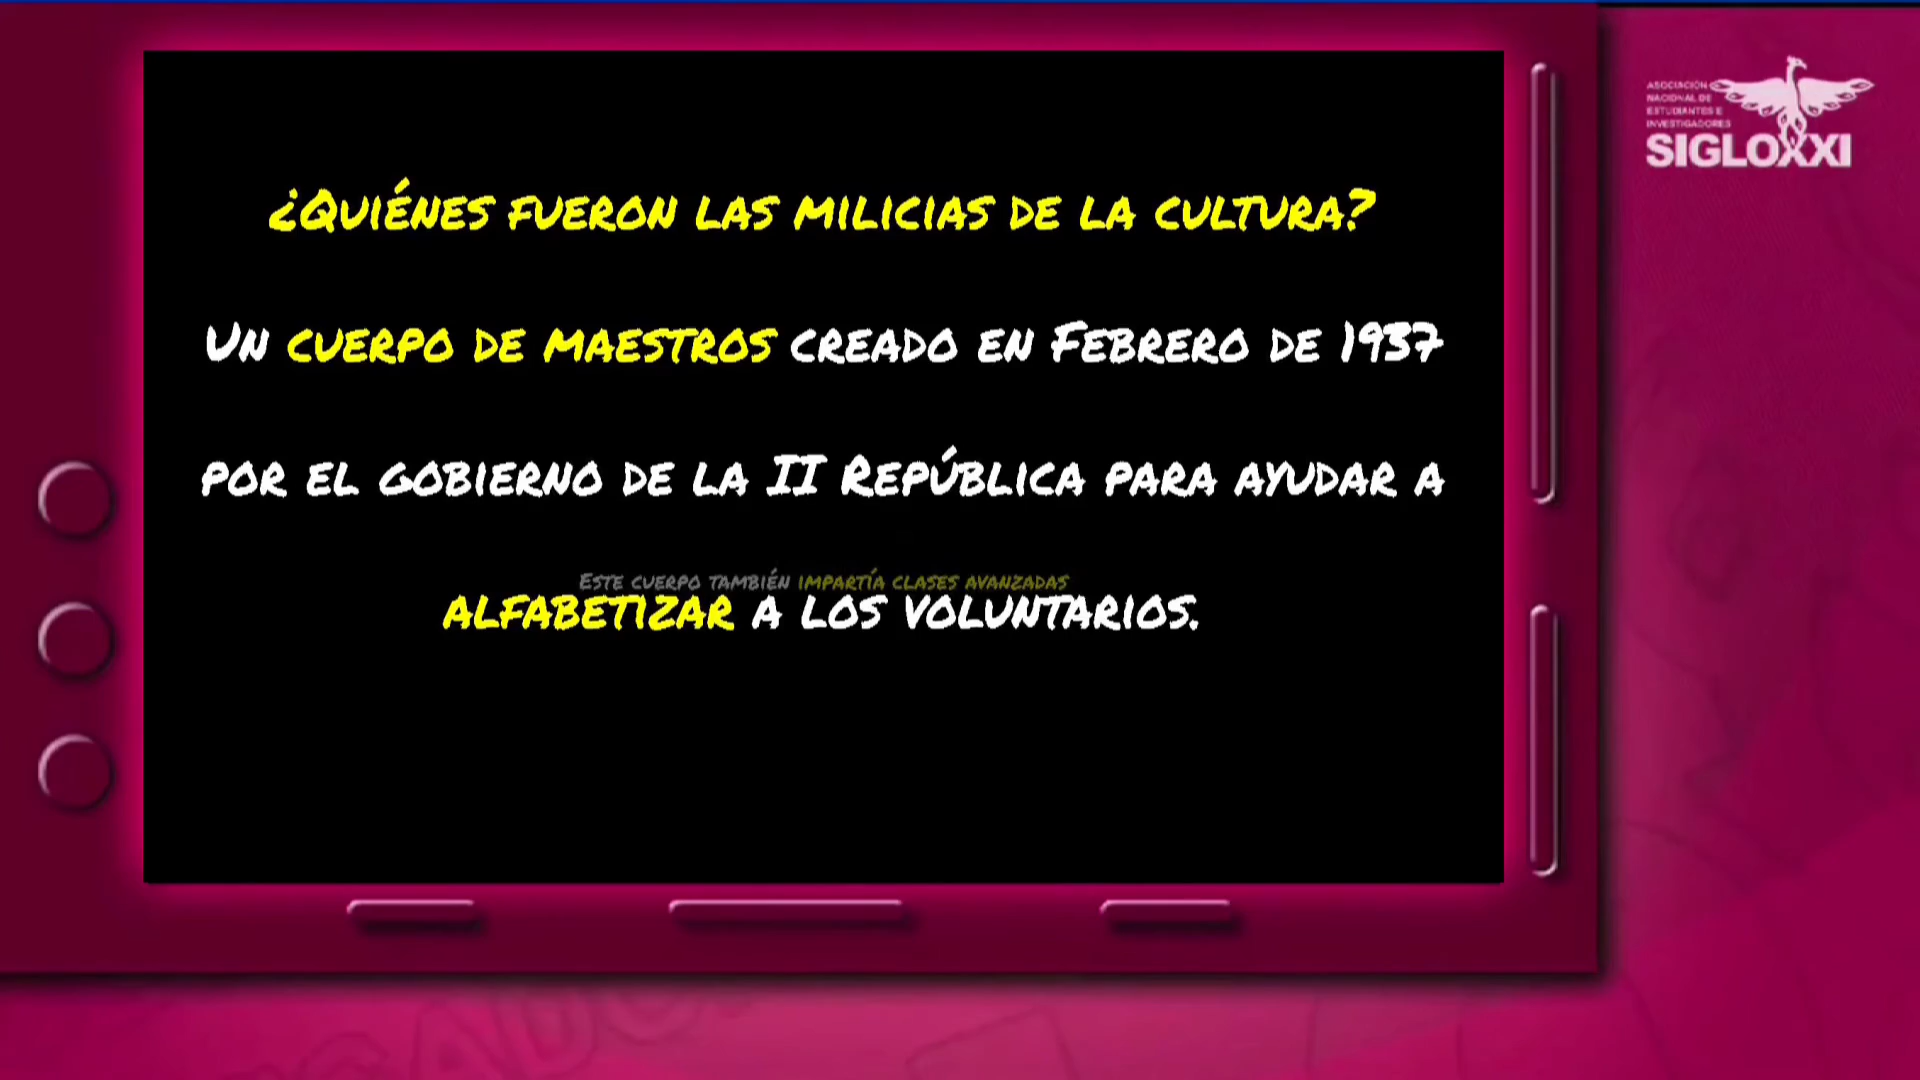 ¿Quiénes fueron las milicias de la cultura?
Un cuerpo de maestros creado en Febrero de 1937
por el gobierno de la II República para ayudar a
Este cuerpo también impartía clases avanzadas
alfabetizar a los voluntarios.
ASOCIACIÓN
NACIONAL DE
ESTUDIANTES E
INVESTIGADORES
SIGLOXXI